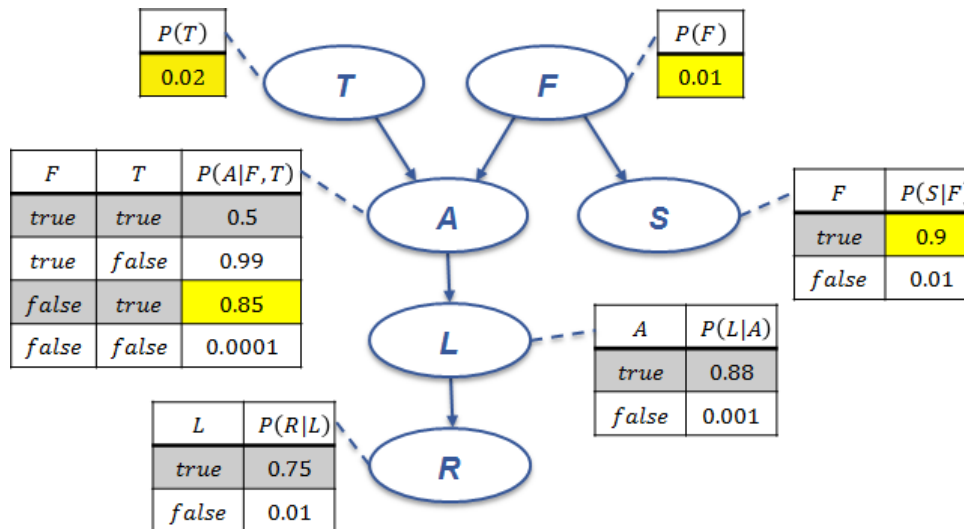 P(T)
0.02
T
F
P(F)
0.01
F T P(A|F,T)
true true 0.5
true false 0.99
false true 0.85
false false 0.0001
A
S
F P(S|F)
true 0.9
false 0.01
L
A P(L|A)
true 0.88
false 0.001
L P(R|L)
true 0.75
false 0.01
R